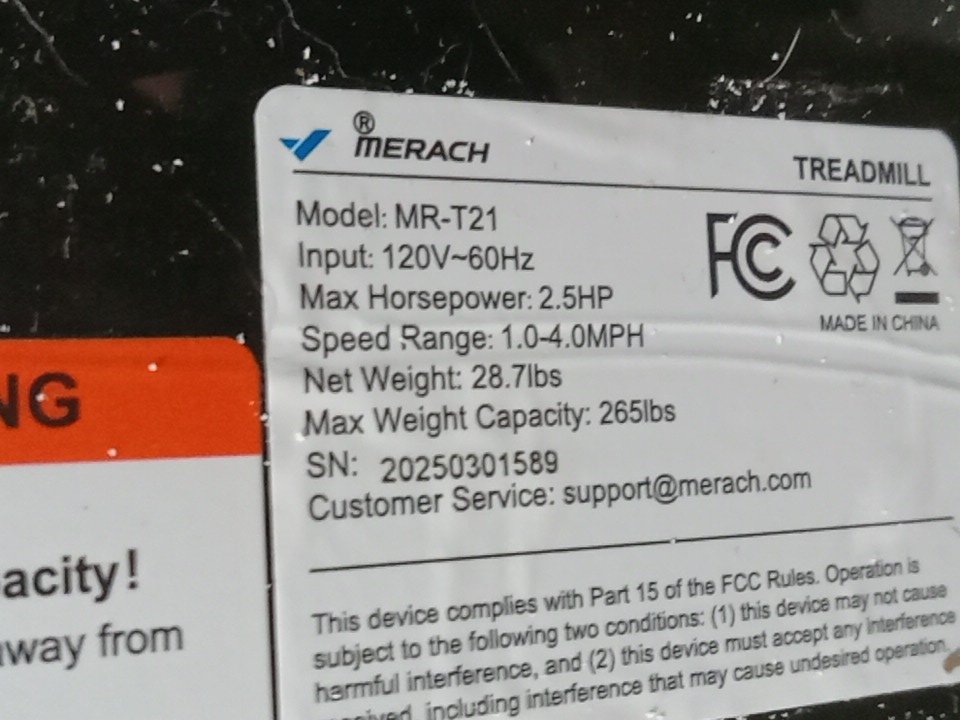 ® MERACH
TREADMILL
Model: MR-T21
Input: 120V~60Hz
Max Horsepower: 2.5HP
Speed Range: 1.0-4.0MPH
Net Weight: 28.7lbs
Max Weight Capacity: 265lbs
SN: 20250301589
Customer Service: support@merach.com
FC
MADE IN CHINA
This device complies with Part 15 of the FCC Rules. Operation is
subject to the following two conditions: (1) this device may not cause
harmful interference, and (2) this device must accept any interference
including interference that may cause undesired operation.
NG
acity!
away from